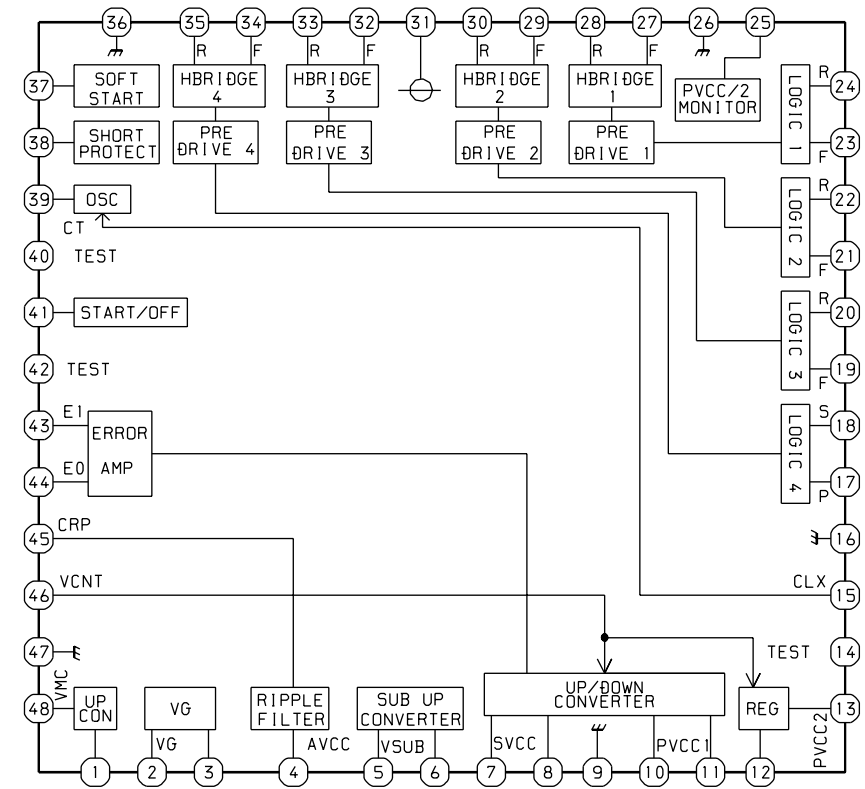 36 35 34 33 32 31 30 29 28 27 26 25
R F R F R F R F
37 SOFT START
HBRIDGE 4
HBRIDGE 3
HBRIDGE 2
HBRIDGE 1
PVCC/2 MONITOR
LOGIC 1
R 24
38 SHORT PROTECT
PRE DRIVE 4
PRE DRIVE 3
PRE DRIVE 2
PRE DRIVE 1
F 23
39 OSC
CT
LOGIC 2
R 22
40 TEST
F 21
41 START/OFF
LOGIC 3
R 20
42 TEST
F 19
43 E1
ERROR AMP
44 E0
LOGIC 4
S 18
P 17
45 CRP
16
46 VCNT
CLX 15
47
TEST 14
VMC
48 UP CON
VG
RIPPLE FILTER
SUB UP CONVERTER
UP/DOWN CONVERTER
REG
13
PVCC2
VG
AVCC
VSUB
SVCC
PVCC1
1 2 3 4 5 6 7 8 9 10 11 12